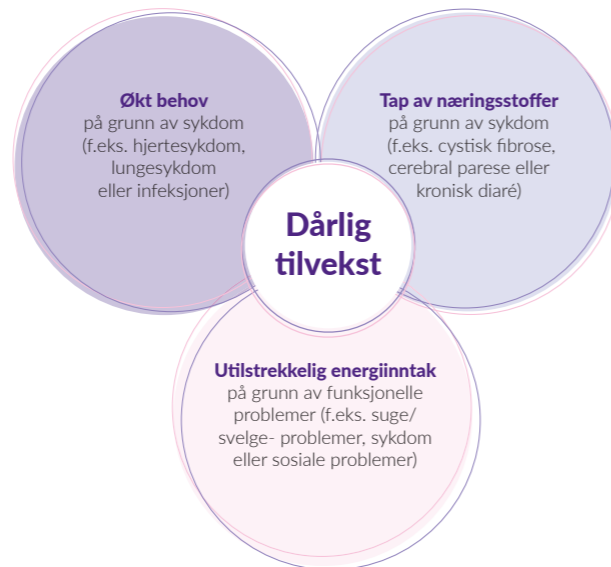 Økt behov
på grunn av sykdom
(f.eks. hjertesykdom,
lungesykdom
eller infeksjoner)
Tap av næringsstoffer
på grunn av sykdom
(f.eks. cystisk fibrose,
cerebral parese eller
kronisk diaré)
Dårlig
tilvekst
Utilstrekkelig energiinntak
på grunn av funksjonelle
problemer (f.eks. suge/
svelge- problemer, sykdom
eller sosiale problemer)